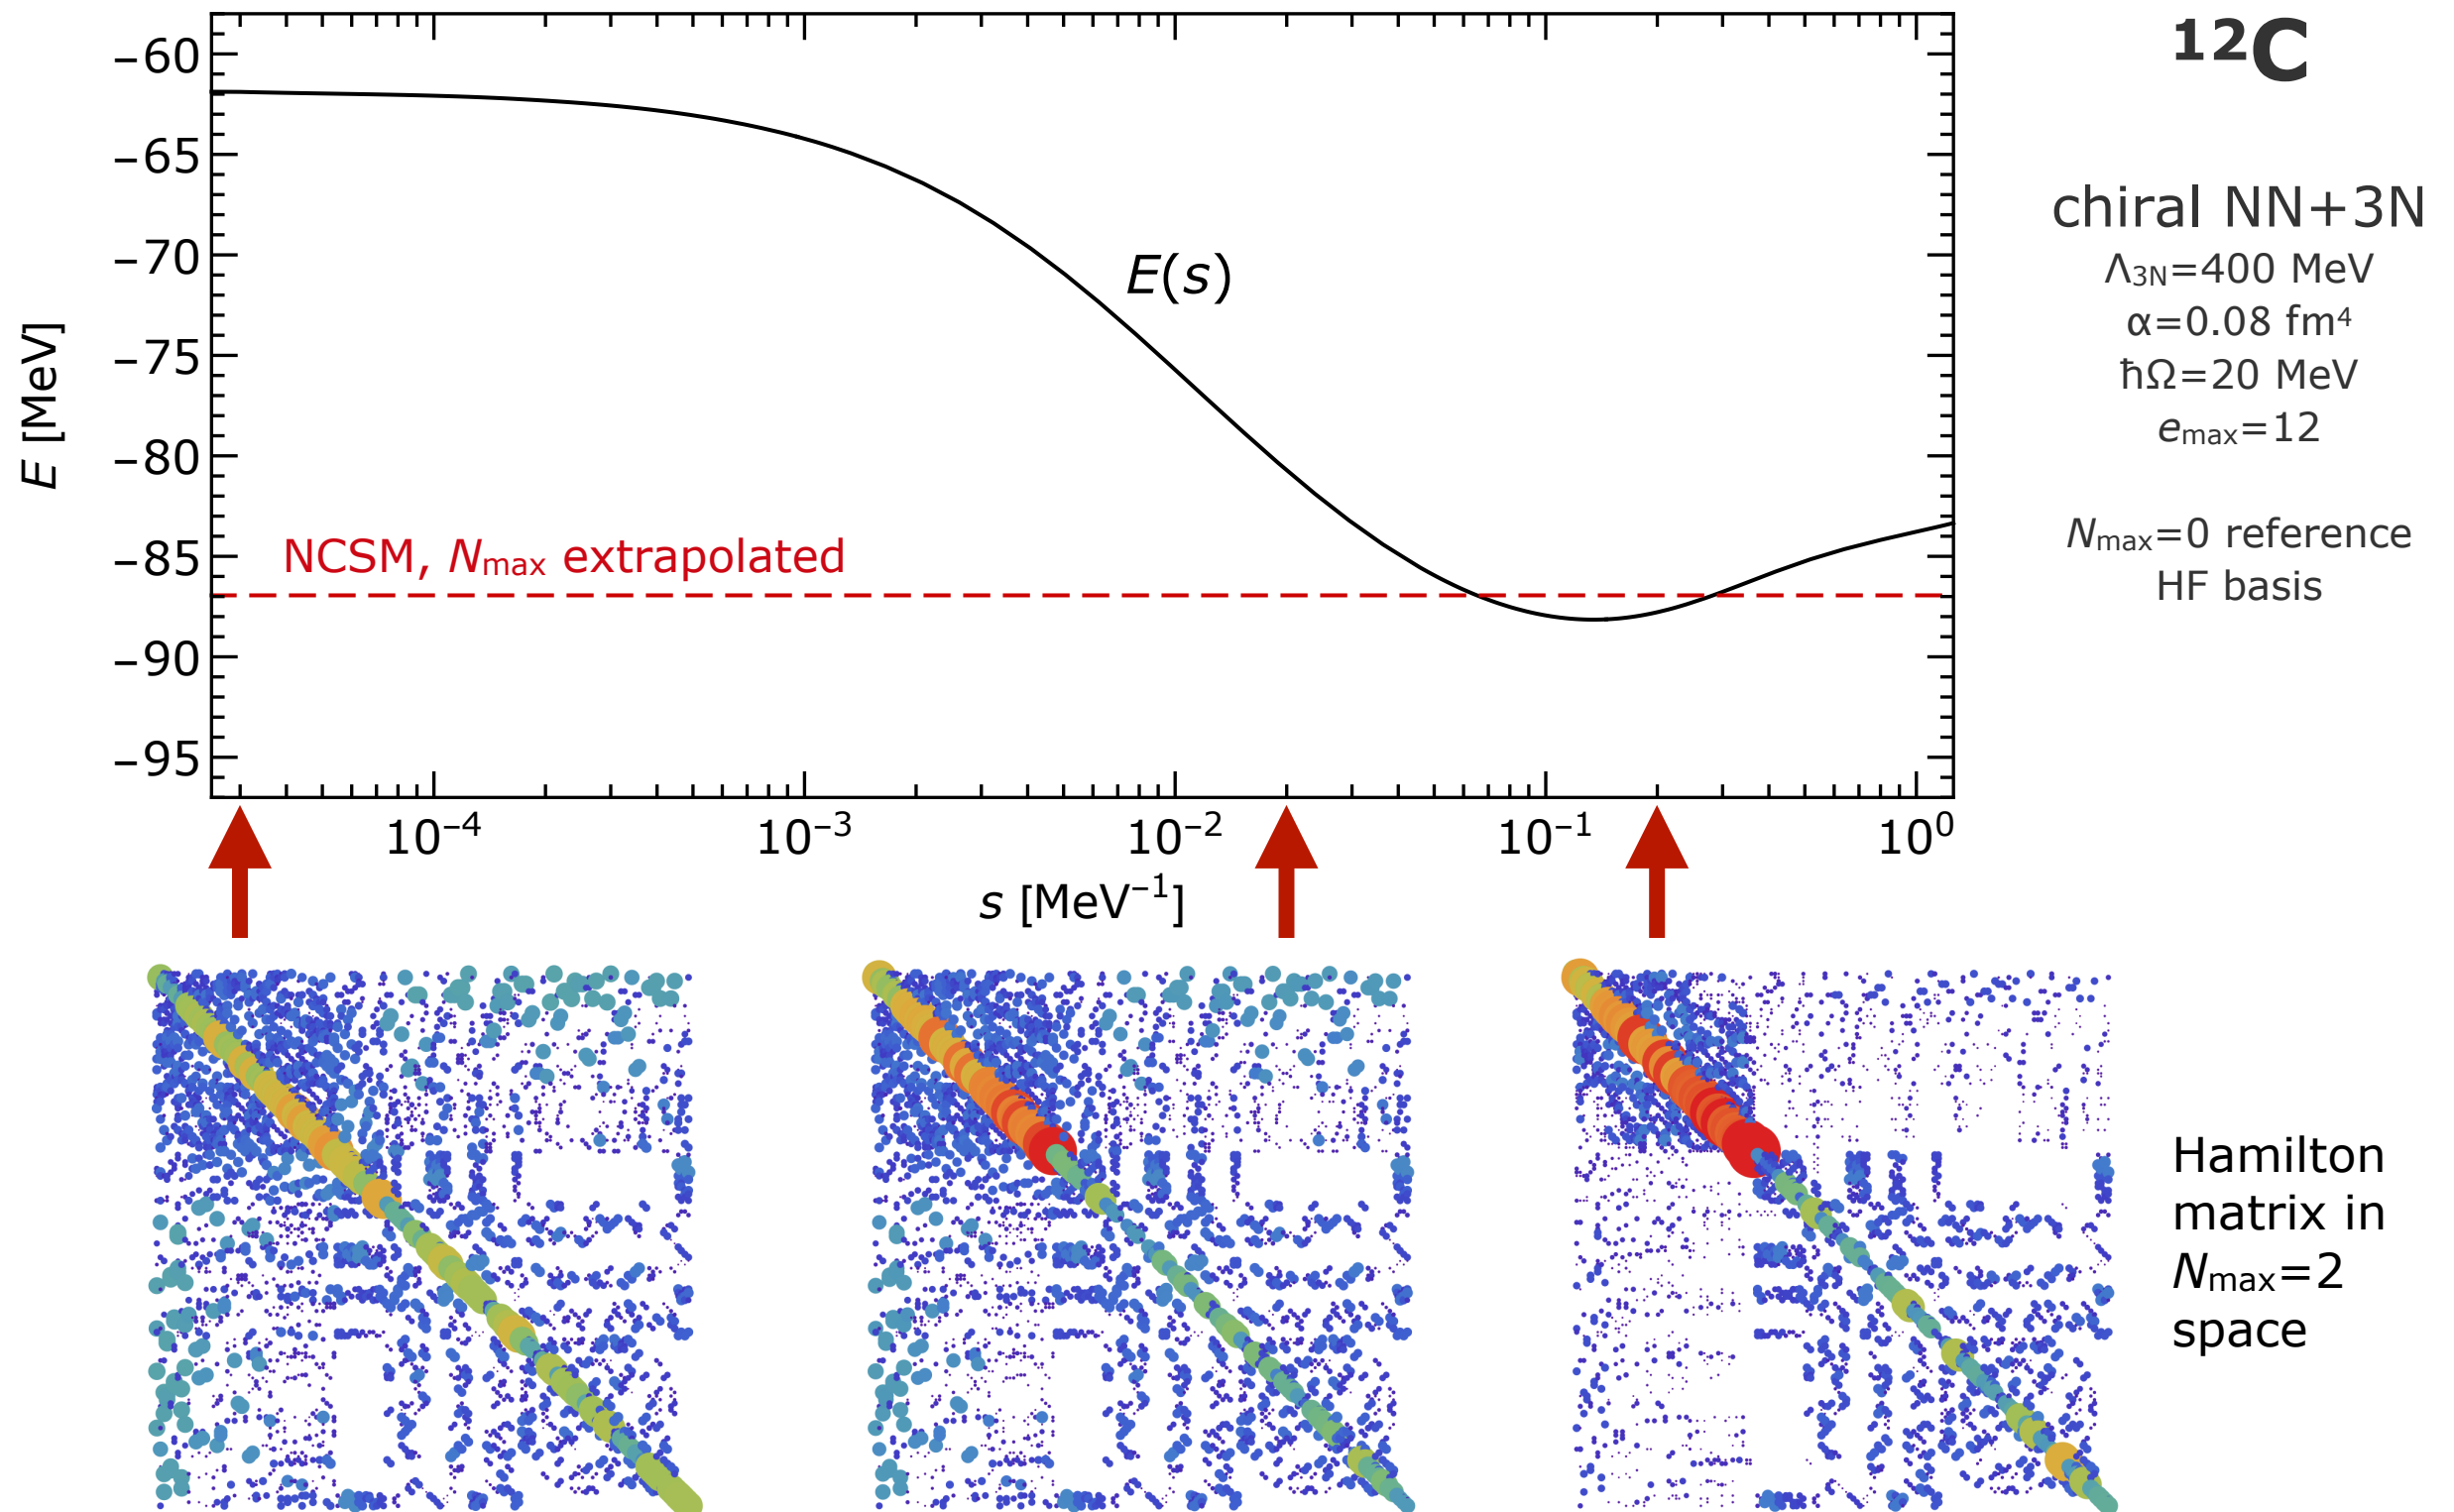 ¹²C
chiral NN+3N
Λ3N=400 MeV
α=0.08 fm⁴
ħΩ=20 MeV
emax=12
Nmax=0 reference
HF basis
E [MeV]
−60
−65
−70
−75
−80
−85
−90
−95
E(s)
NCSM, Nmax extrapolated
10⁻⁴ 10⁻³ 10⁻² 10⁻¹ 10⁰
s [MeV⁻¹]
Hamilton
matrix in
Nmax=2
space